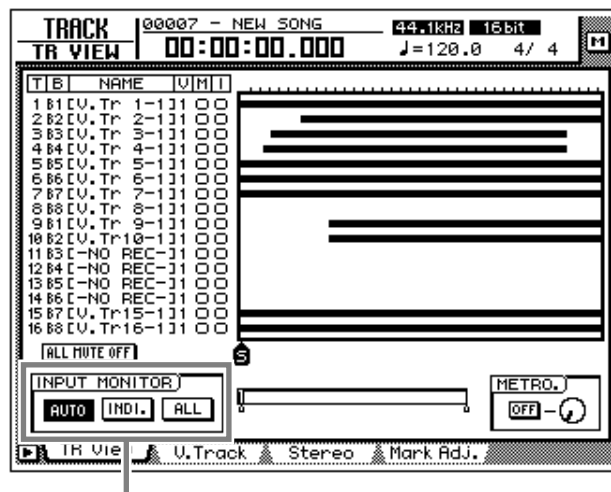 TRACK 00007 - NEW SONG 44.1kHz 16bit
TR VIEW 00:00:00.000 ♩=120.0 4/ 4 M
T B NAME V M I
1 B1[V.Tr 1-1]1 O O
2 B2[V.Tr 2-1]1 O O
3 B3[V.Tr 3-1]1 O O
4 B4[V.Tr 4-1]1 O O
5 B5[V.Tr 5-1]1 O O
6 B6[V.Tr 6-1]1 O O
7 B7[V.Tr 7-1]1 O O
8 B8[V.Tr 8-1]1 O O
9 B1[V.Tr 9-1]1 O O
10 B2[V.Tr10-1]1 O O
11 B3[-NO REC-]1 O O
12 B4[-NO REC-]1 O O
13 B5[-NO REC-]1 O O
14 B6[-NO REC-]1 O O
15 B7[V.Tr15-1]1 O O
16 B8[V.Tr16-1]1 O O
ALL MUTE OFF S
INPUT MONITOR METRO.
AUTO INDI. ALL OFF
TR View V.Track Stereo Mark Adj.